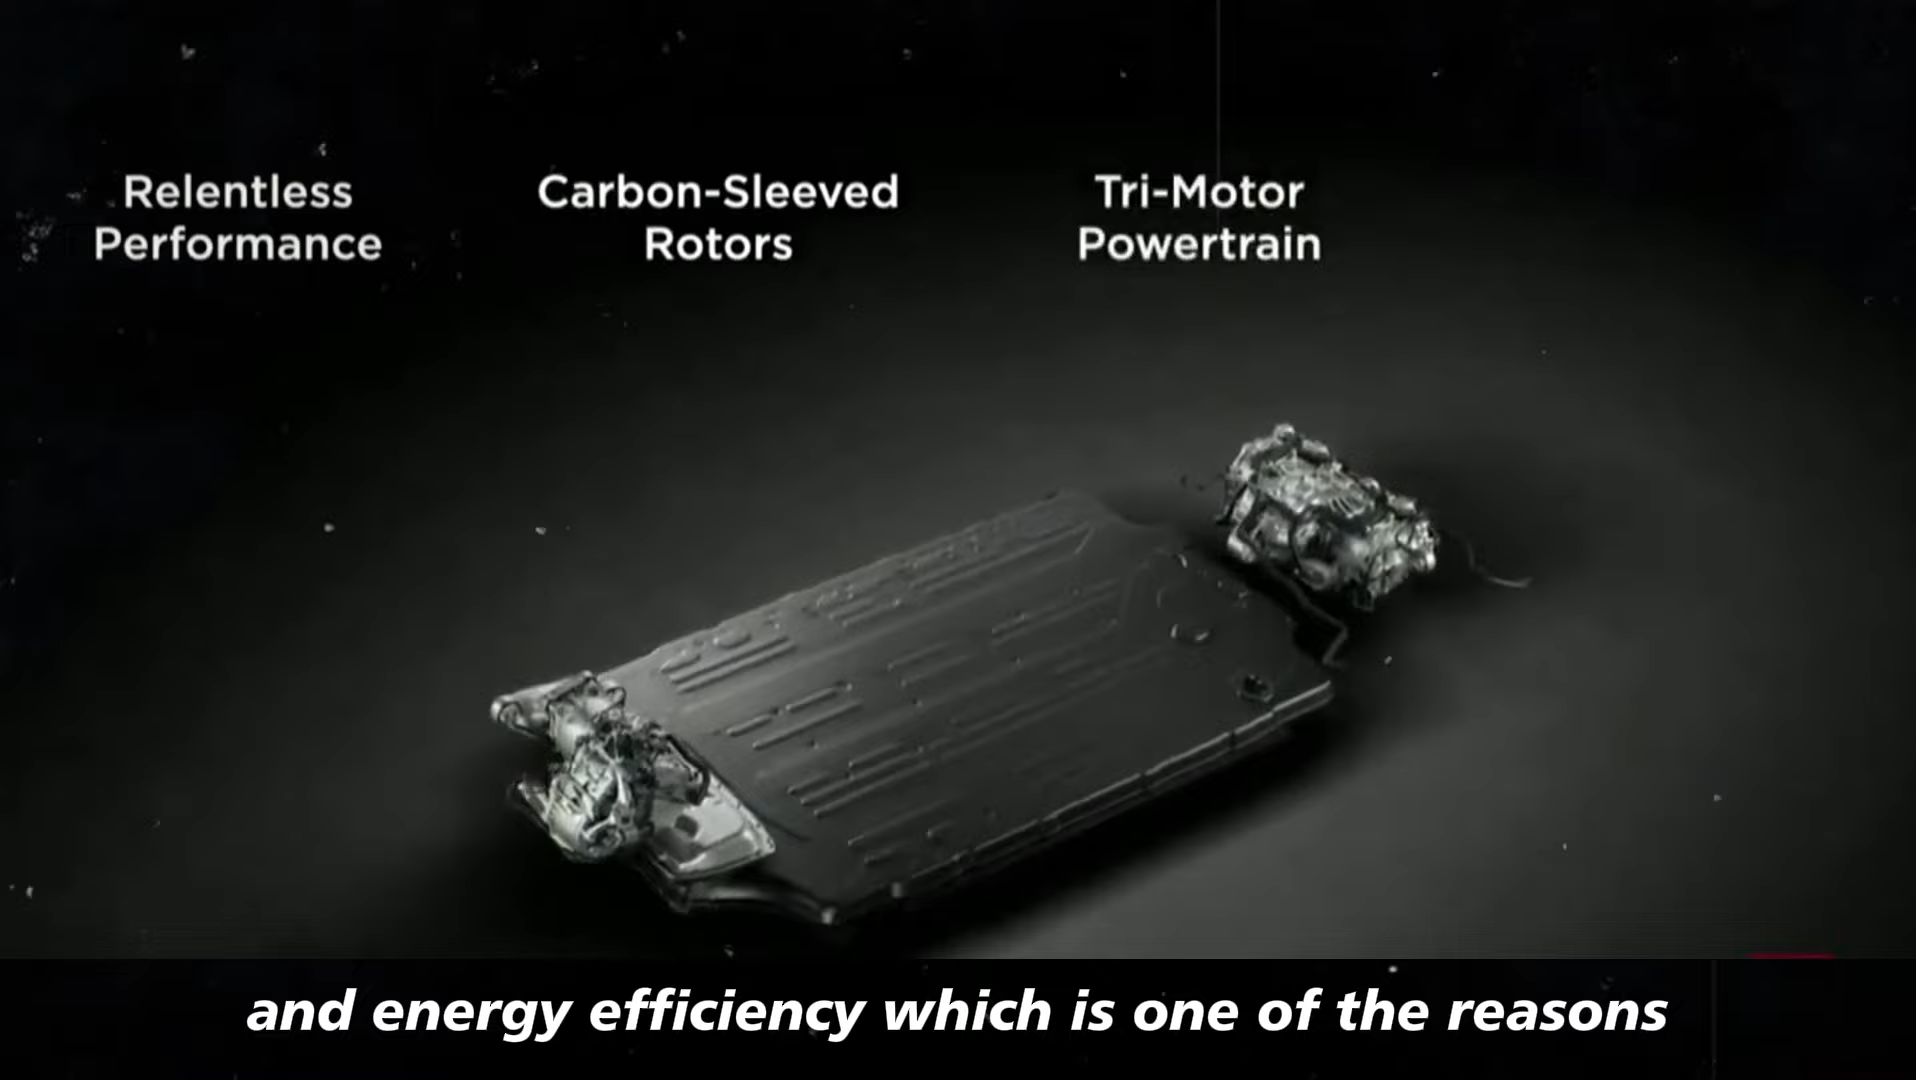 Relentless
Performance
Carbon-Sleeved
Rotors
Tri-Motor
Powertrain
and energy efficiency which is one of the reasons